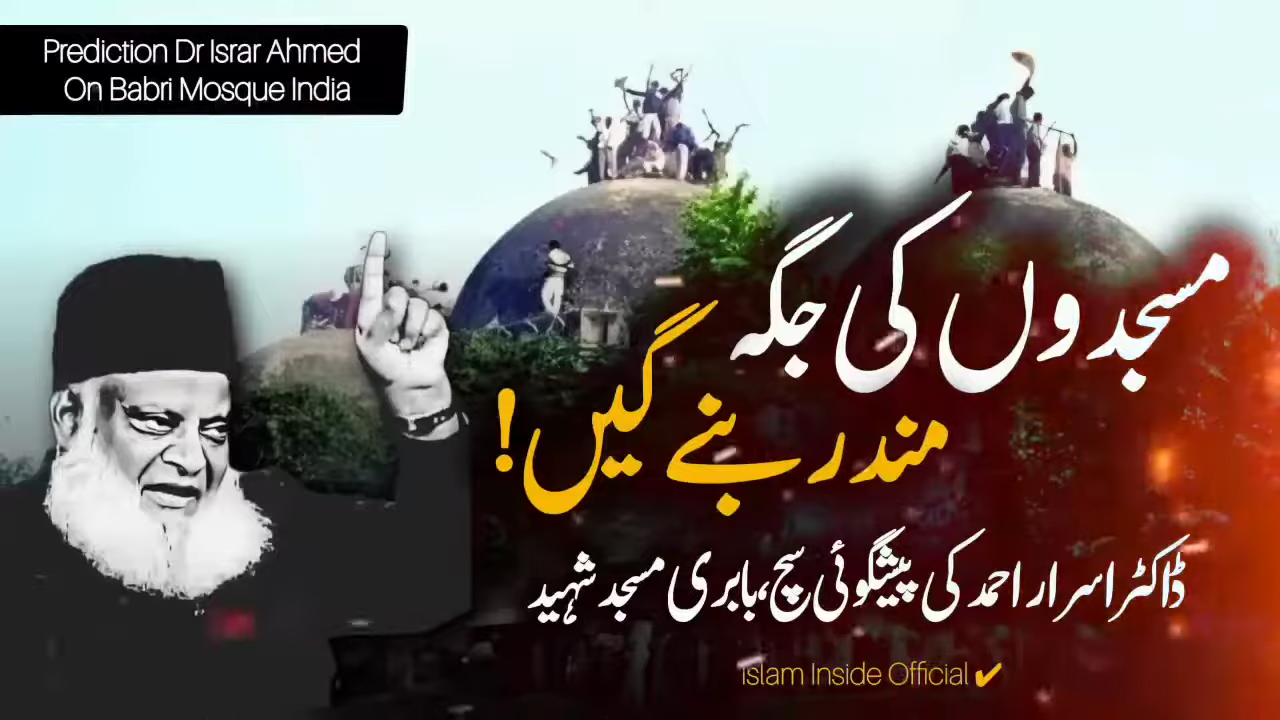 Prediction Dr Israr Ahmed
On Babri Mosque India
مسجدوں کی جگہ
مندر بنے گیں!
ڈاکٹر اسرار احمد کی پیشگوئی سچ، بابری مسجد شہید
islam Inside Official ✔